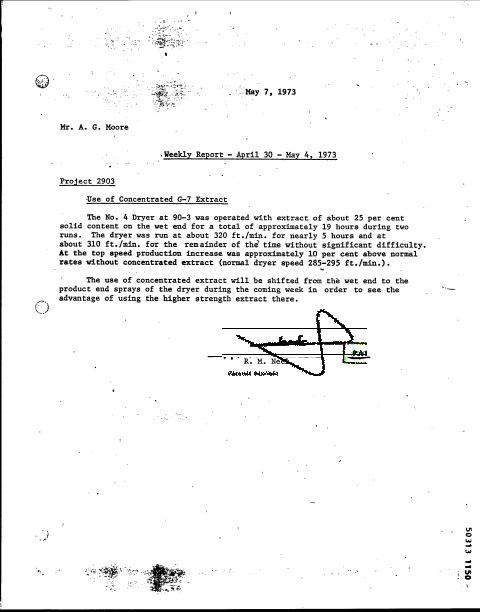 May 7, 1973
Mr. A. G. Moore
Weekly Report - April 30 - May 4, 1973
Project 2903
Use of Concentrated G-7 Extract
The No. 4 Dryer at 90-3 was operated with extract of about 25 per cent
solid content on the wet end for a total of approximately 19 hours during two
runs. The dryer was run at about 320 ft./min. for nearly 5 hours and at
about 310 ft./min. for the remainder of the time without significant difficulty.
At the top speed production increase was approximately 10 per cent above normal
rates without concentrated extract (normal dryer speed 285-295 ft./min.).
The use of concentrated extract will be shifted from the wet end to the
product end sprays of the dryer during the coming week in order to see the
advantage of using the higher strength extract there.
R. M.
50313 1150